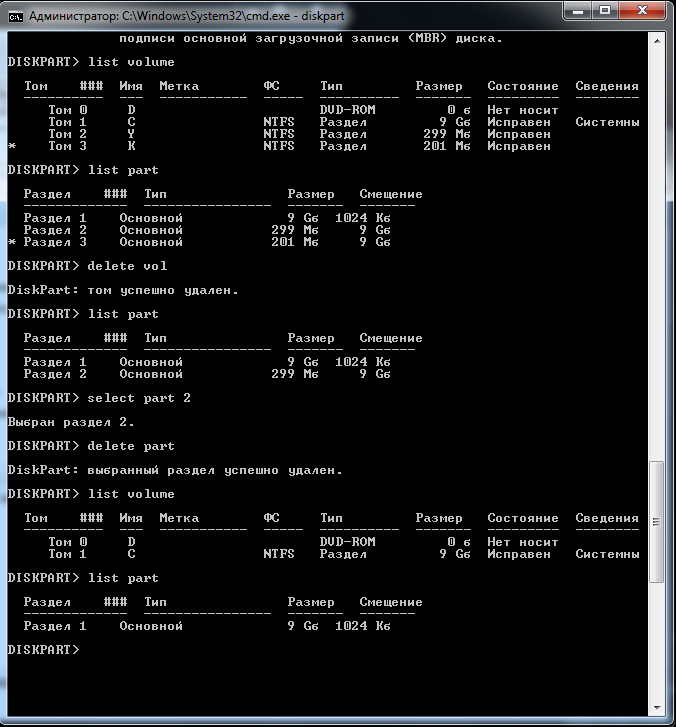 Администратор: C:\Windows\System32\cmd.exe - diskpart
подписи основной загрузочной записи (MBR) диска.
DISKPART> list volume
Том ### Имя Метка ФС Тип Размер Состояние Сведения
---------- --- ----------- ----- ---------- ------- --------- --------
Том 0 D DVD-ROM 0 б Нет носит
Том 1 C NTFS Раздел 9 Gб Исправен Системны
Том 2 Y NTFS Раздел 299 Mб Исправен
* Том 3 K NTFS Раздел 201 Mб Исправен
DISKPART> list part
Раздел ### Тип Размер Смещение
------------- ---------------- ------- -------
Раздел 1 Основной 9 Gб 1024 Kб
Раздел 2 Основной 299 Mб 9 Gб
* Раздел 3 Основной 201 Mб 9 Gб
DISKPART> delete vol
DiskPart: том успешно удален.
DISKPART> list part
Раздел ### Тип Размер Смещение
------------- ---------------- ------- -------
Раздел 1 Основной 9 Gб 1024 Kб
Раздел 2 Основной 299 Mб 9 Gб
DISKPART> select part 2
Выбран раздел 2.
DISKPART> delete part
DiskPart: выбранный раздел успешно удален.
DISKPART> list volume
Том ### Имя Метка ФС Тип Размер Состояние Сведения
---------- --- ----------- ----- ---------- ------- --------- --------
Том 0 D DVD-ROM 0 б Нет носит
Том 1 C NTFS Раздел 9 Gб Исправен Системны
DISKPART> list part
Раздел ### Тип Размер Смещение
------------- ---------------- ------- -------
Раздел 1 Основной 9 Gб 1024 Kб
DISKPART>